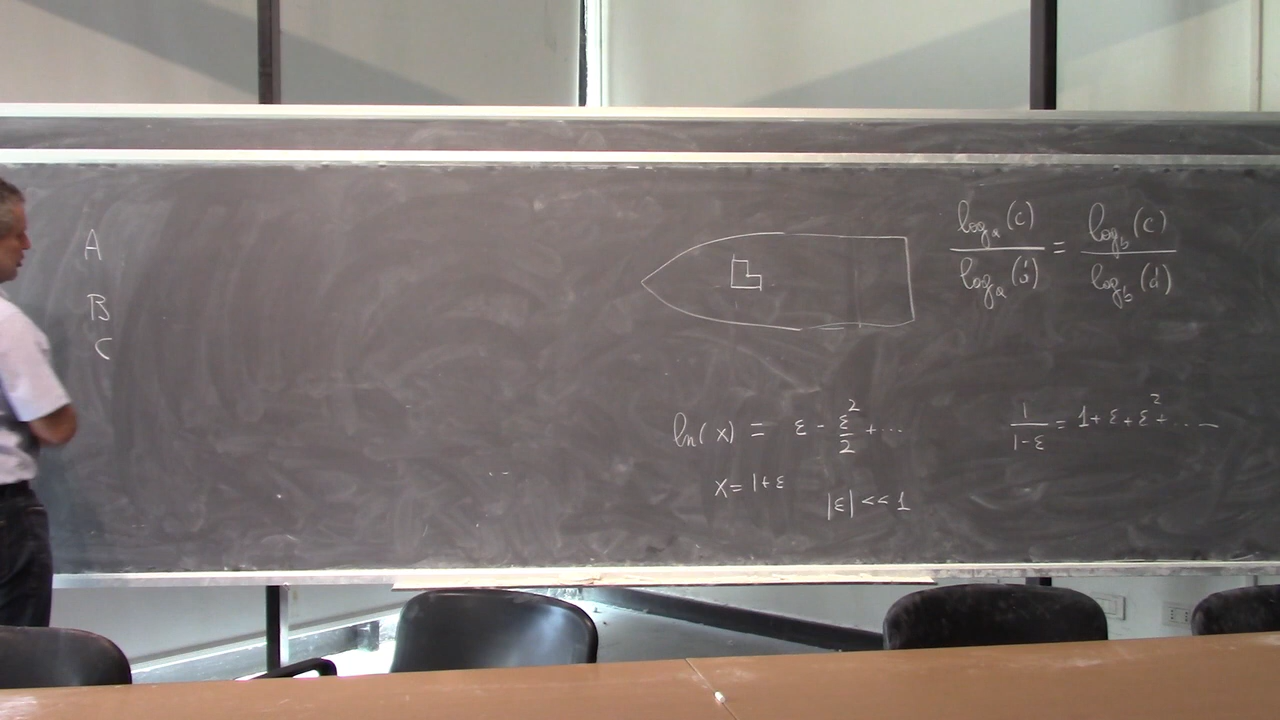 A
B
C
log_a(c) / log_a(d) = log_b(c) / log_b(d)
ln(x) = ε - ε²/2 + ...
x = 1+ε
|ε| << 1
1/(1-ε) = 1+ε+ε²+...